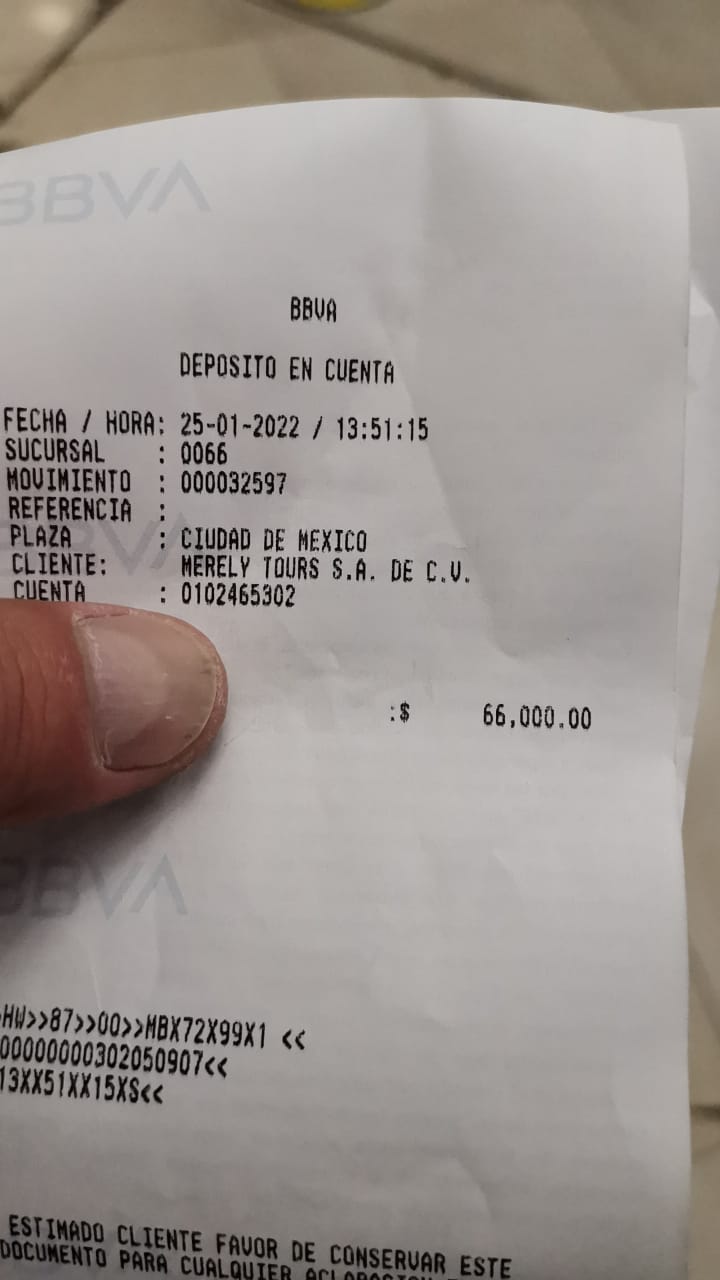 BBVA
BBVA
DEPOSITO EN CUENTA
FECHA / HORA: 25-01-2022 / 13:51:15
SUCURSAL : 0066
MOVIMIENTO : 000032597
REFERENCIA :
PLAZA : CIUDAD DE MEXICO
CLIENTE: MERELY TOURS S.A. DE C.V.
CUENTA : 0102465302
:$ 66,000.00
BBVA
HW>>87>>00>>MBX72X99X1 <<
00000000302050907<<
13XX51XX15XS<<
ESTIMADO CLIENTE FAVOR DE CONSERVAR ESTE
DOCUMENTO PARA CUALQUIER